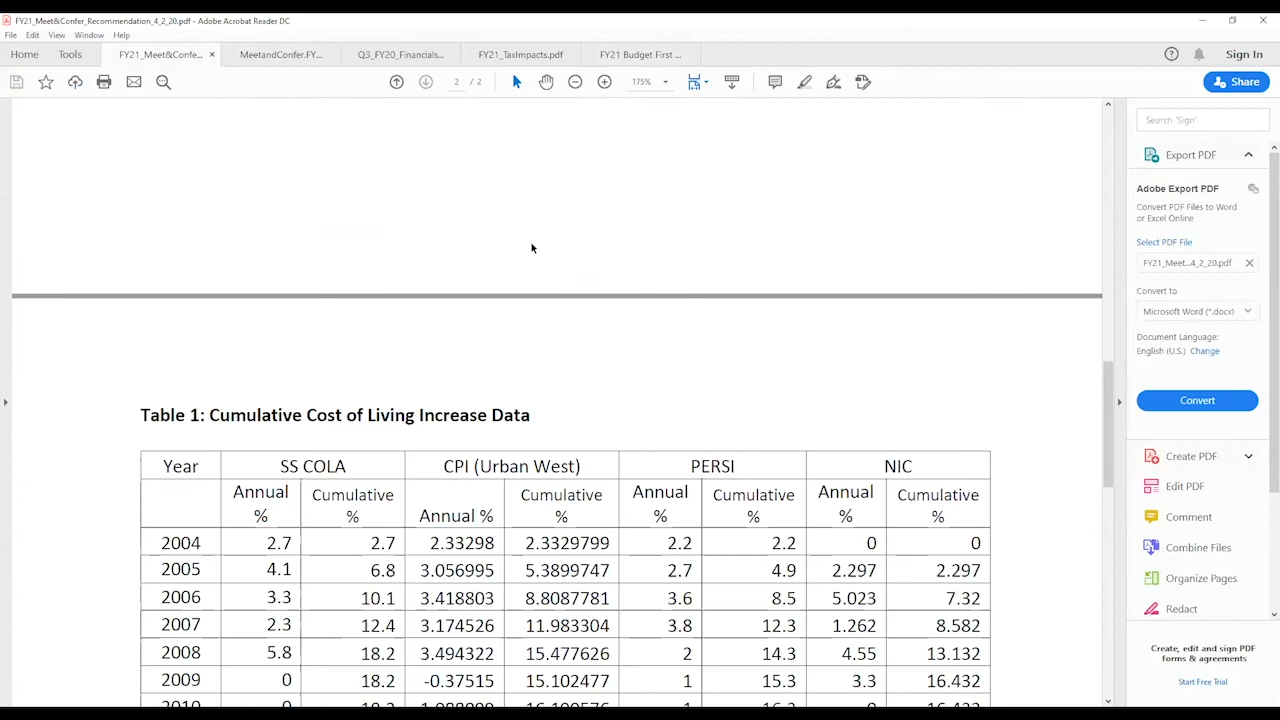 FY21_Meet&Confer_Recommendation_4_2_20.pdf - Adobe Acrobat Reader DC
File Edit View Window Help
Home Tools FY21_Meet&Confe... × MeetandConfer.FY... Q3_FY20_Financials... FY21_TaxImpacts.pdf FY21 Budget First ... Sign In
2 / 2 175% Share
Search 'Sign'
Export PDF
Adobe Export PDF
Convert PDF Files to Word
or Excel Online
Select PDF File
FY21_Meet...4_2_20.pdf
Convert to
Microsoft Word (*.docx)
Document Language:
English (U.S.) Change
Convert
Create PDF
Edit PDF
Comment
Combine Files
Organize Pages
Redact
Create, edit and sign PDF
forms & agreements
Start Free Trial
Table 1: Cumulative Cost of Living Increase Data
Year SS COLA CPI (Urban West) PERSI NIC
Annual % Cumulative % Annual % Cumulative % Annual % Cumulative % Annual % Cumulative %
2004 2.7 2.7 2.33298 2.3329799 2.2 2.2 0 0
2005 4.1 6.8 3.056995 5.3899747 2.7 4.9 2.297 2.297
2006 3.3 10.1 3.418803 8.8087781 3.6 8.5 5.023 7.32
2007 2.3 12.4 3.174526 11.983304 3.8 12.3 1.262 8.582
2008 5.8 18.2 3.494322 15.477626 2 14.3 4.55 13.132
2009 0 18.2 -0.37515 15.102477 1 15.3 3.3 16.432